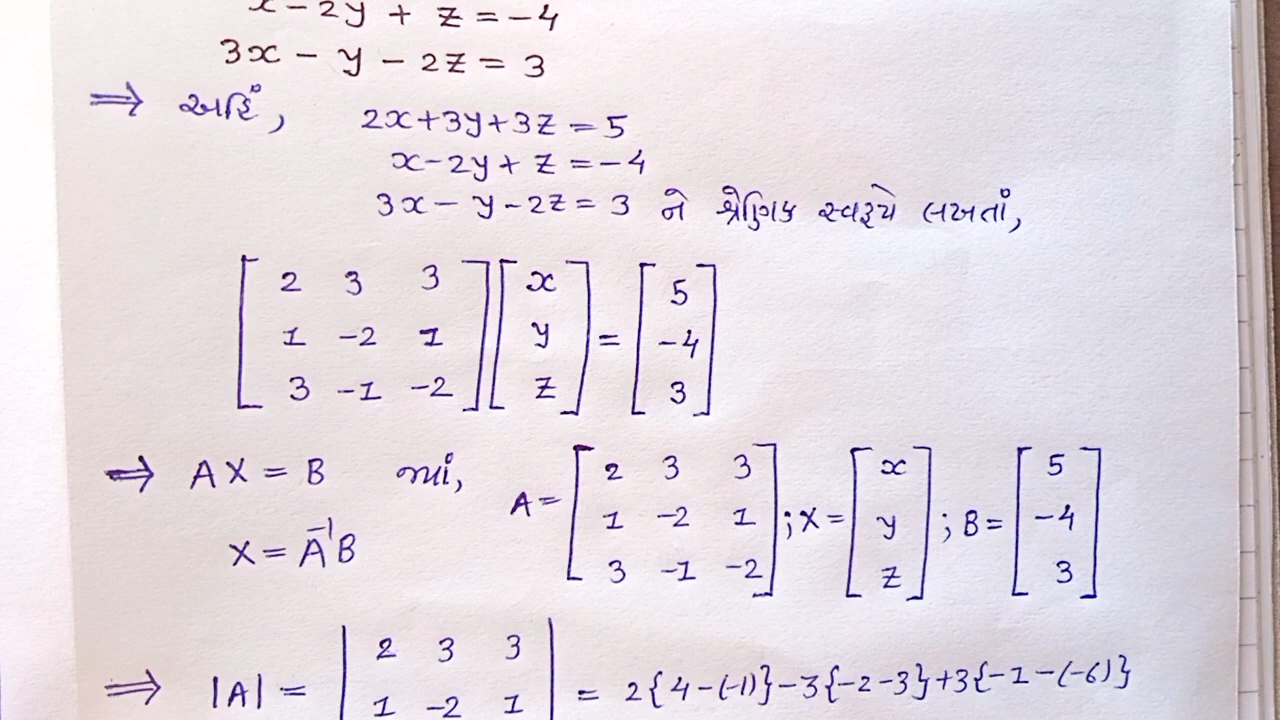 x - 2y + z = -4
3x - y - 2z = 3
⇒ અહિં, 2x+3y+3z = 5
x-2y+z = -4
3x-y-2z = 3 ને શ્રેણિક સ્વરૂપે લખતાં,
[2 3 3] [x] = [5]
[1 -2 1] [y] = [-4]
[3 -1 -2] [z] = [3]
⇒ AX = B જ્યાં, A = [2 3 3; 1 -2 1; 3 -1 -2] ; X = [x; y; z] ; B = [5; -4; 3]
X = A⁻¹B
⇒ |A| = | 2 3 3 |
| 1 -2 1 | = 2{4-(-1)}-3{-2-3}+3{-1-(-6)}